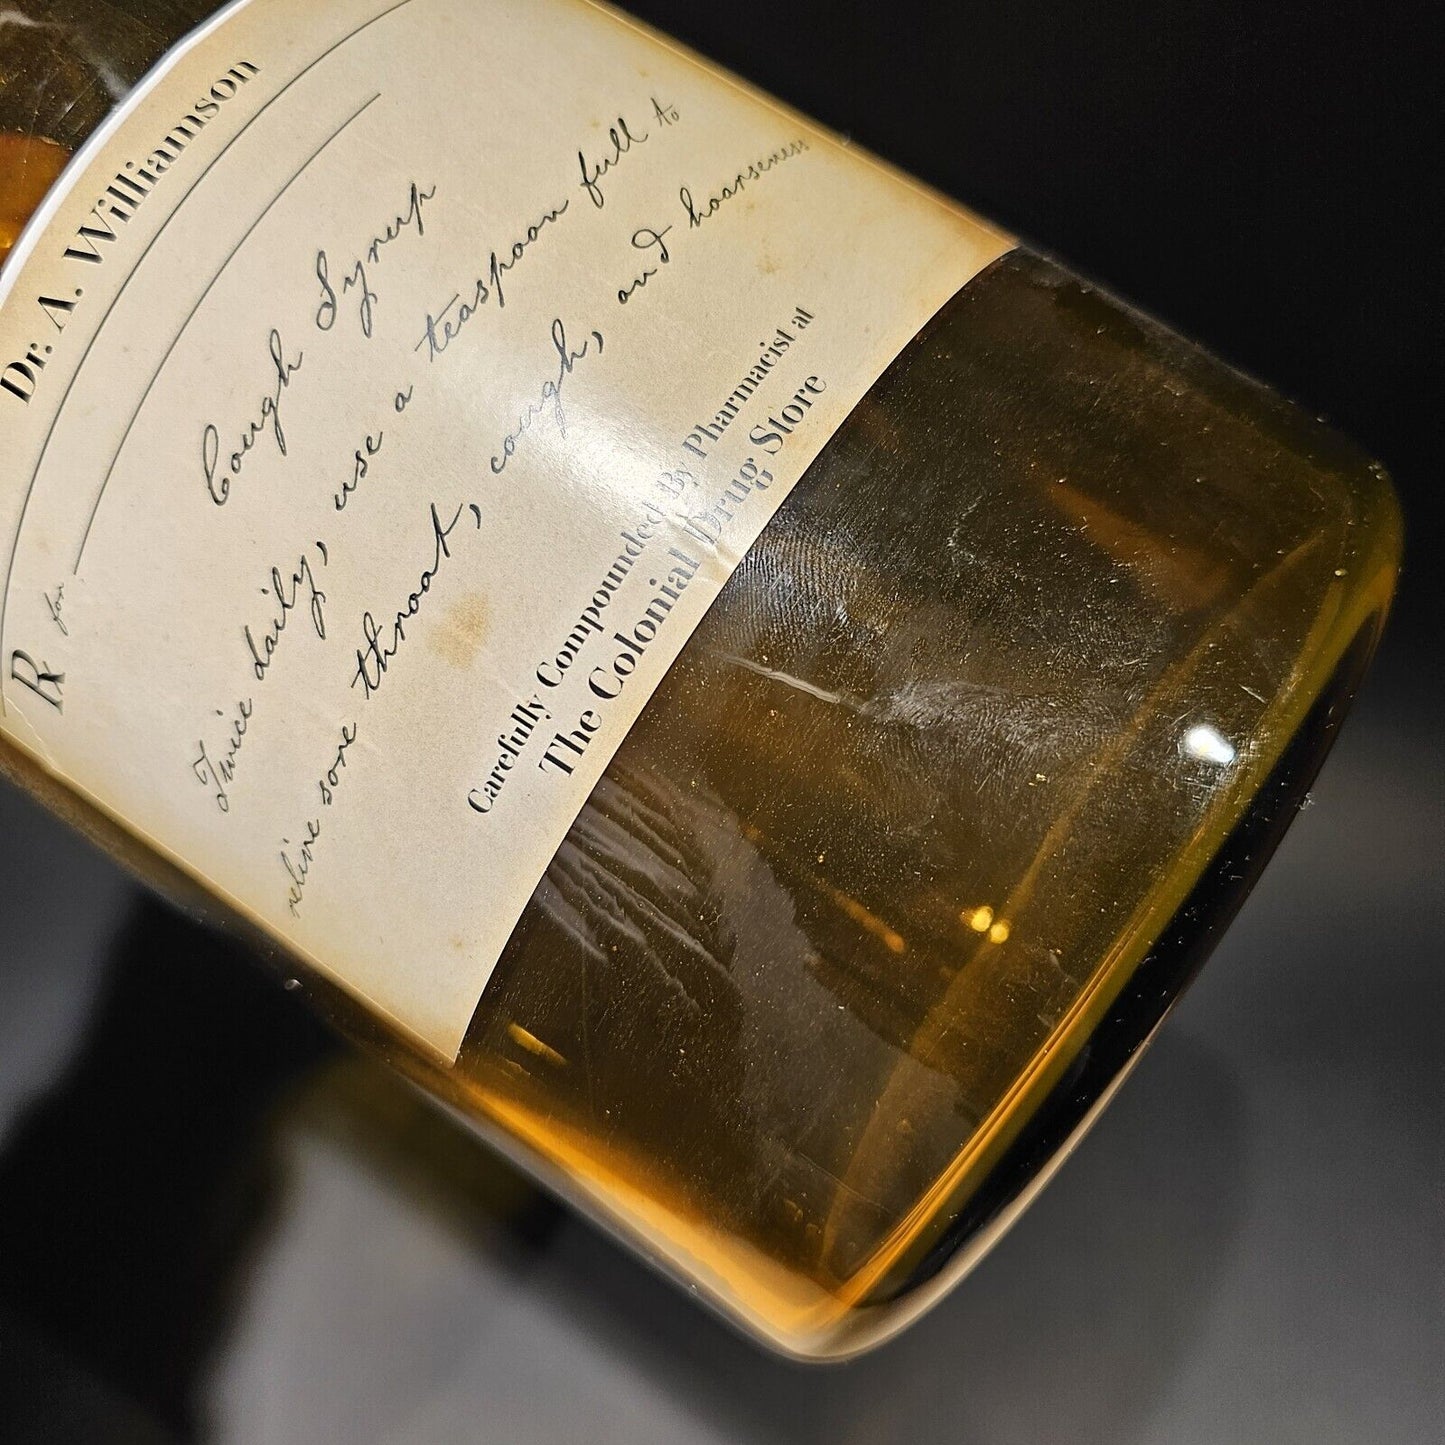 Dr. A. Williamson
Rx for
Cough Syrup
Twice daily, use a teaspoon full to
relive sore throat, cough, and hoarseness
Carefully Compounded By Pharmacist at
The Colonial Drug Store